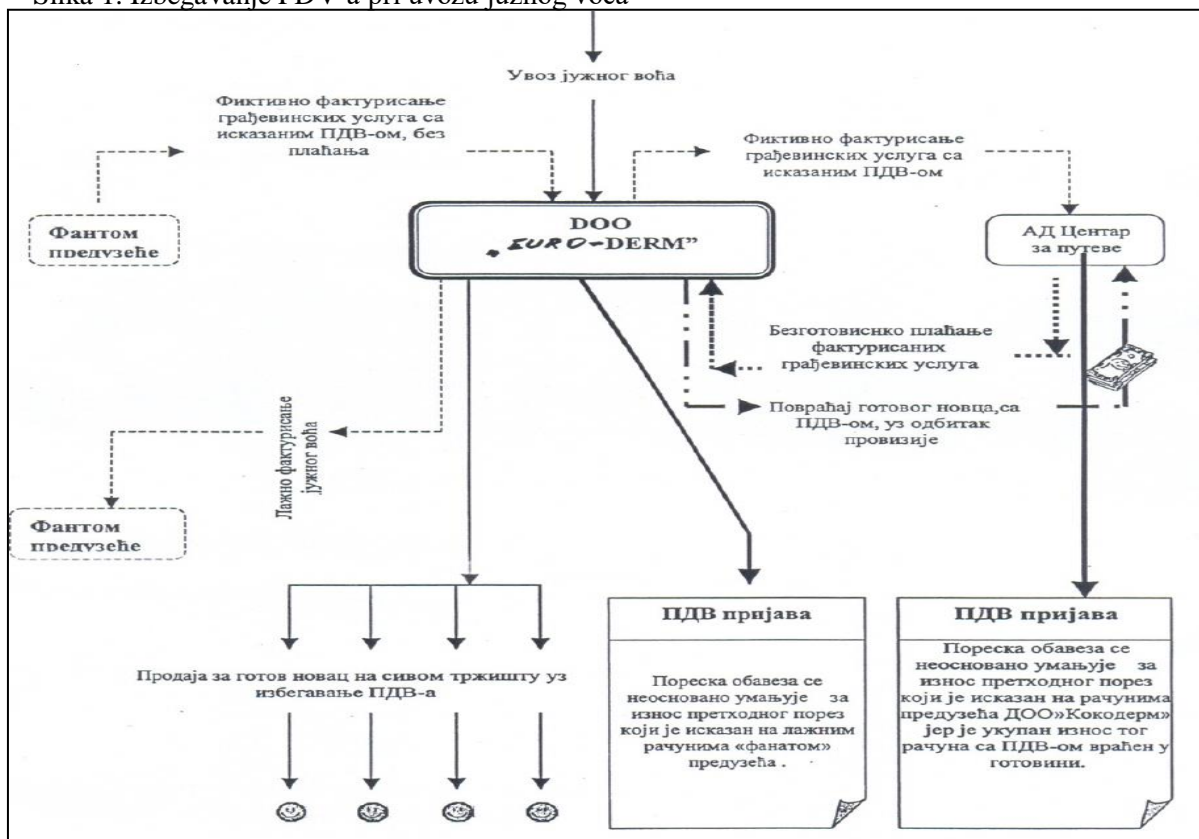 Slika 1. Izbegavanje PDV-a pri uvozu južnog voća
Увоз јужног воћа
Фиктивно фактурисање
грађевинских услуга са
исказаним ПДВ-ом, без
плаћања
Фиктивно фактурисање
грађевинских услуга са
исказаним ПДВ-ом
Фантом
предузеће
DOO
„EURO-DERM”
АД Центар
за путеве
Безготовиснко плаћање
фактурисаних
грађевинских услуга
Повраћај готовог новца,са
ПДВ-ом, уз одбитак
провизије
Лажно фактурисање
јужног воћа
Фантом
предузеће
Продаја за готов новац на сивом тржишту уз
избегавање ПДВ-а
ПДВ пријава
Пореска обавеза се
неосновано умањује за
износ претходног порез
који је исказан на лажним
рачунима «фанатом»
предузећа .
ПДВ пријава
Пореска обавеза се
неосновано умањује за
износ претходног порез
који је исказан на рачунима
предузећа ДОО»Кокодерм»
јер је укупан износ тог
рачуна са ПДВ-ом враћен у
готовини.